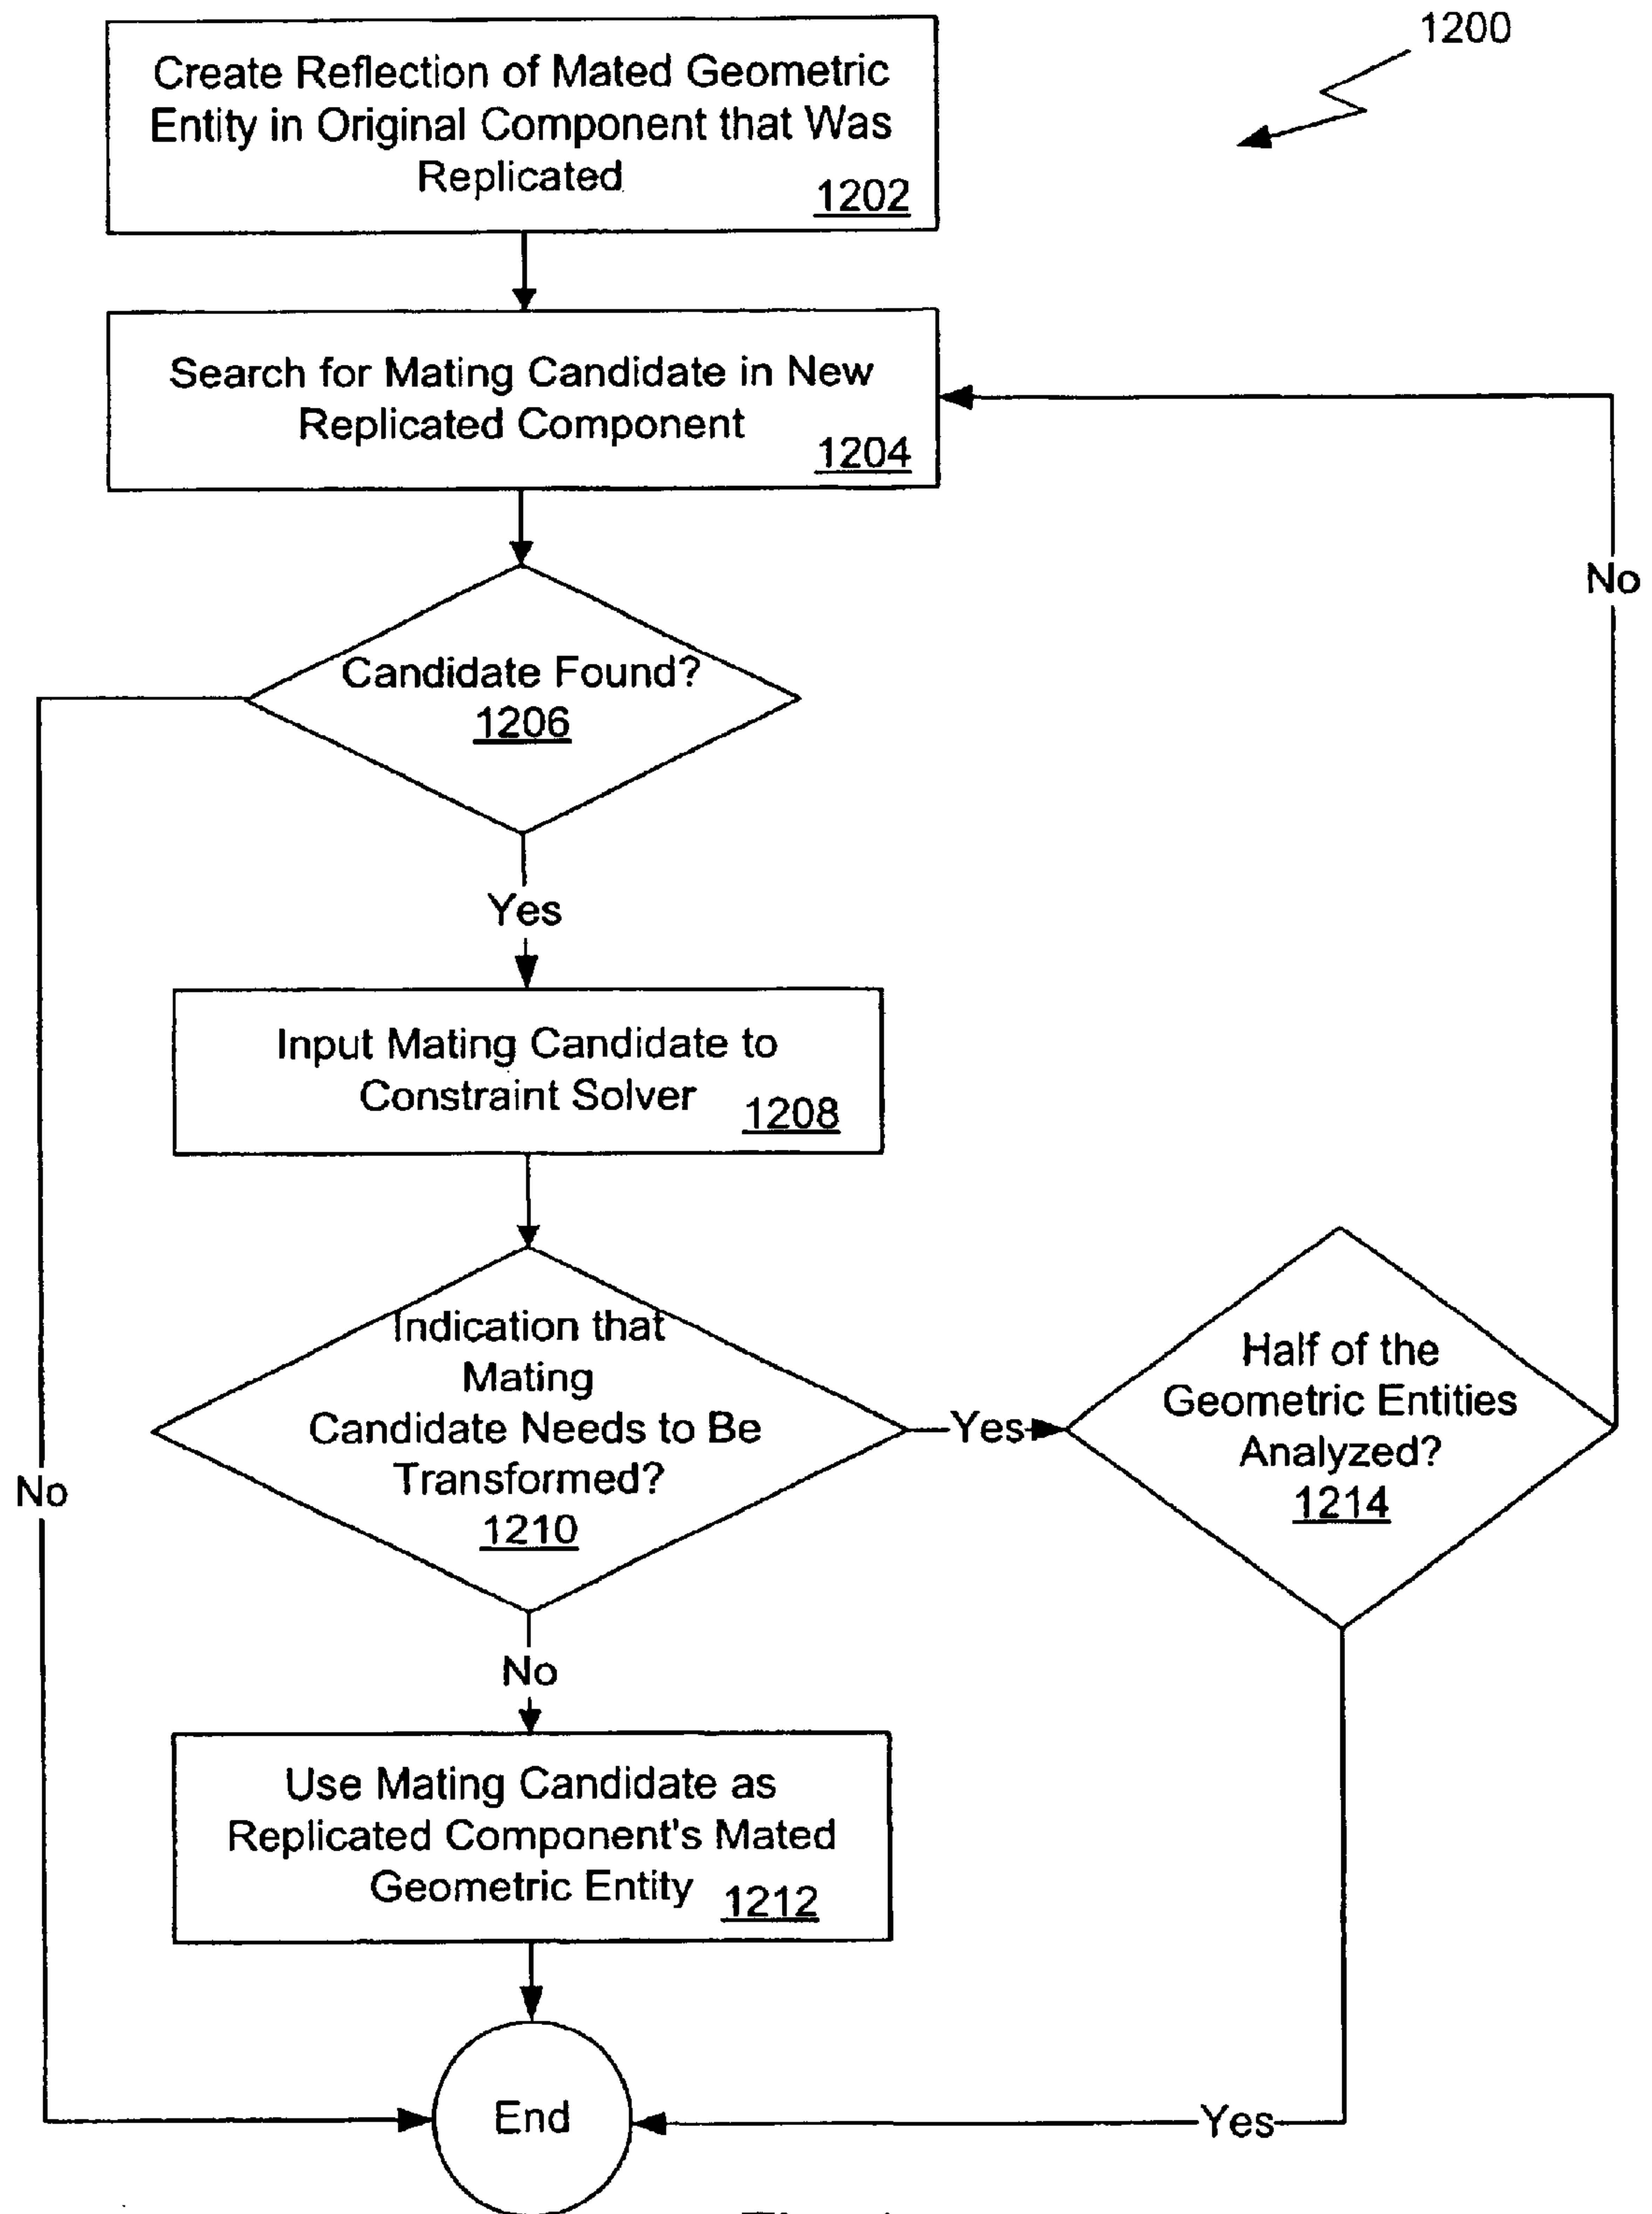 1200
Create Reflection of Mated Geometric
Entity in Original Component that Was
Replicated
1202
Search for Mating Candidate in New
Replicated Component
1204
No
Candidate Found?
1206
Yes
Input Mating Candidate to
Constraint Solver
1208
Indication that
Mating
Candidate Needs to Be
Transformed?
1210
Yes
Half of the
Geometric Entities
Analyzed?
1214
No
No
Use Mating Candidate as
Replicated Component's Mated
Geometric Entity
1212
End
Yes